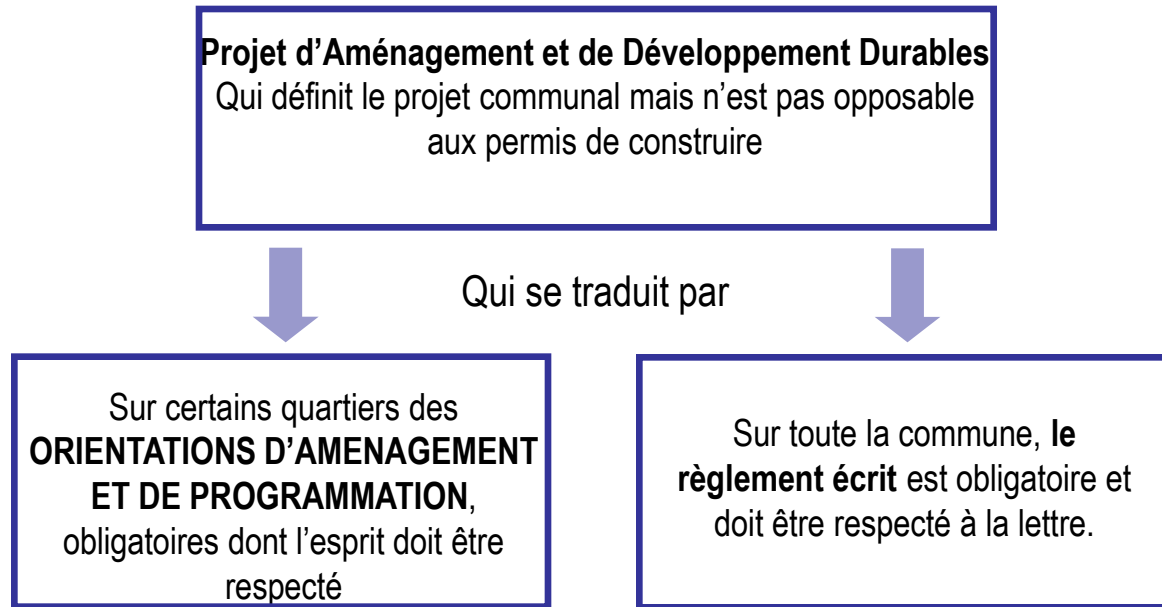 Projet d’Aménagement et de Développement Durables
Qui définit le projet communal mais n’est pas opposable
aux permis de construire
Qui se traduit par
Sur certains quartiers des
ORIENTATIONS D’AMENAGEMENT
ET DE PROGRAMMATION,
obligatoires dont l’esprit doit être
respecté
Sur toute la commune, le
règlement écrit est obligatoire et
doit être respecté à la lettre.